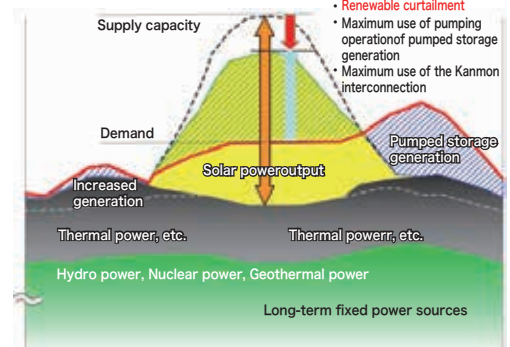 • Renewable curtailment
Supply capacity
• Maximum use of pumping
operationof pumped storage
generation
• Maximum use of the Kanmon
interconnection
Demand
Pumped storage
generation
Solar poweroutput
Increased
generation
Thermal power, etc.
Thermal powerr, etc.
Hydro power, Nuclear power, Geothermal power
Long-term fixed power sources